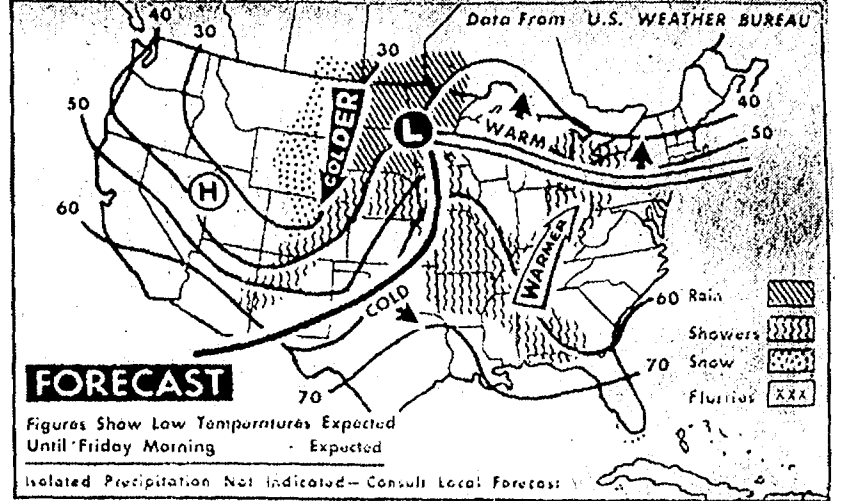 Data From U.S. WEATHER BUREAU
40
30
30
50
60
COLDER
L
H
WARM
40
50
WARMER
COLD
60
70
70
Rain
Showers
Snow
Flurries XXX
FORECAST
Figures Show Low Temperatures Expected
Until Friday Morning - Expected
Isolated Precipitation Not Indicated— Consult Local Forecast